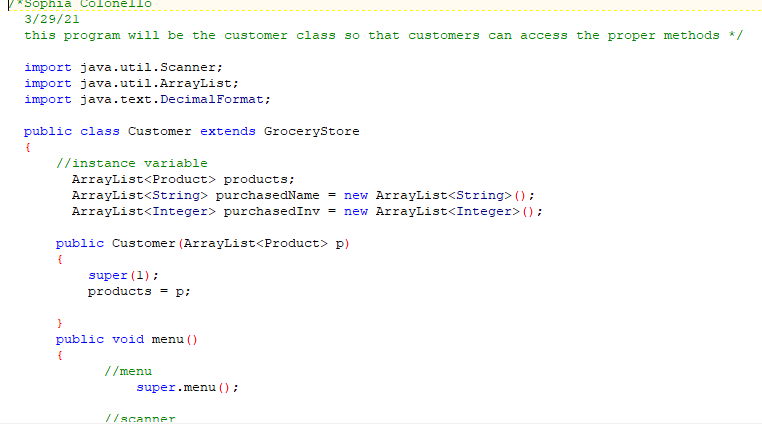 /*Sophia Colonello
3/29/21
this program will be the customer class so that customers can access the proper methods */
import java.util.Scanner;
import java.util.ArrayList;
import java.text.DecimalFormat;
public class Customer extends GroceryStore
{
//instance variable
ArrayList<Product> products;
ArrayList<String> purchasedName = new ArrayList<String>();
ArrayList<Integer> purchasedInv = new ArrayList<Integer>();
public Customer(ArrayList<Product> p)
{
super(1);
products = p;
}
public void menu()
{
//menu
super.menu();
//scanner